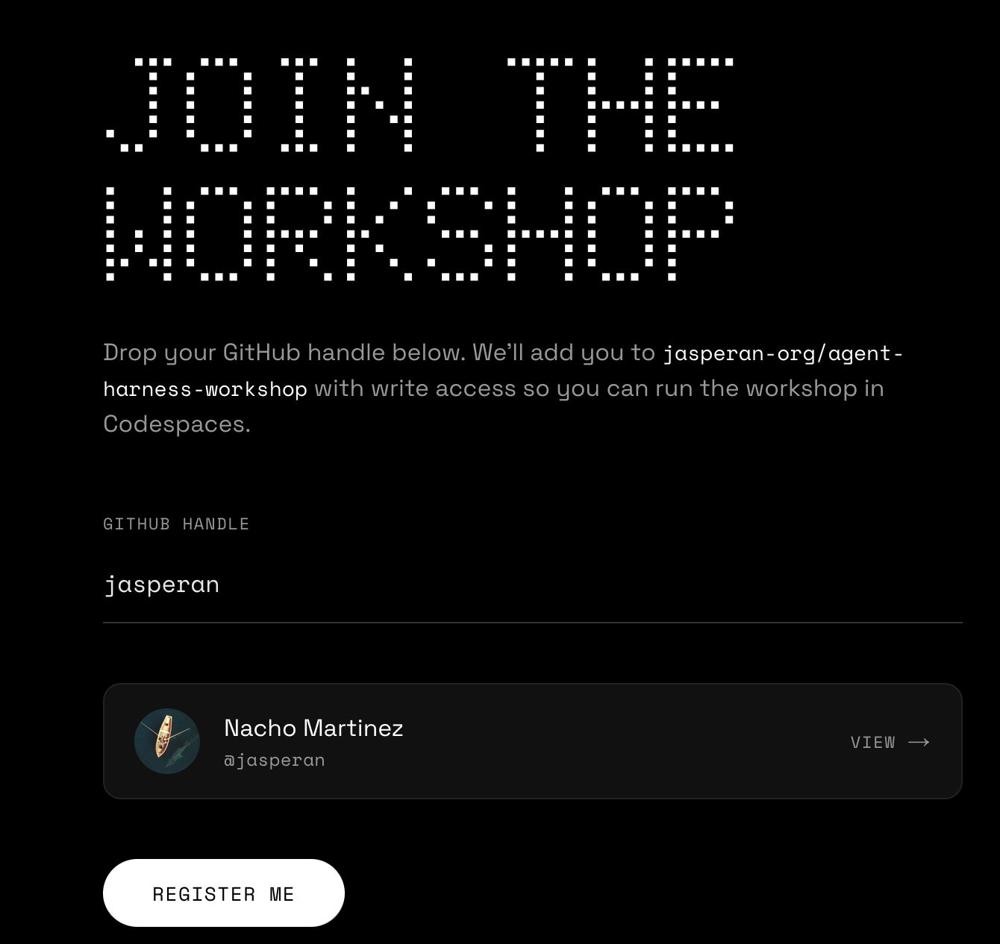 JOIN THE
WORKSHOP
Drop your GitHub handle below. We’ll add you to jasperan-org/agent-
harness-workshop with write access so you can run the workshop in
Codespaces.
GITHUB HANDLE
jasperan
Nacho Martinez
@jasperan
VIEW →
REGISTER ME